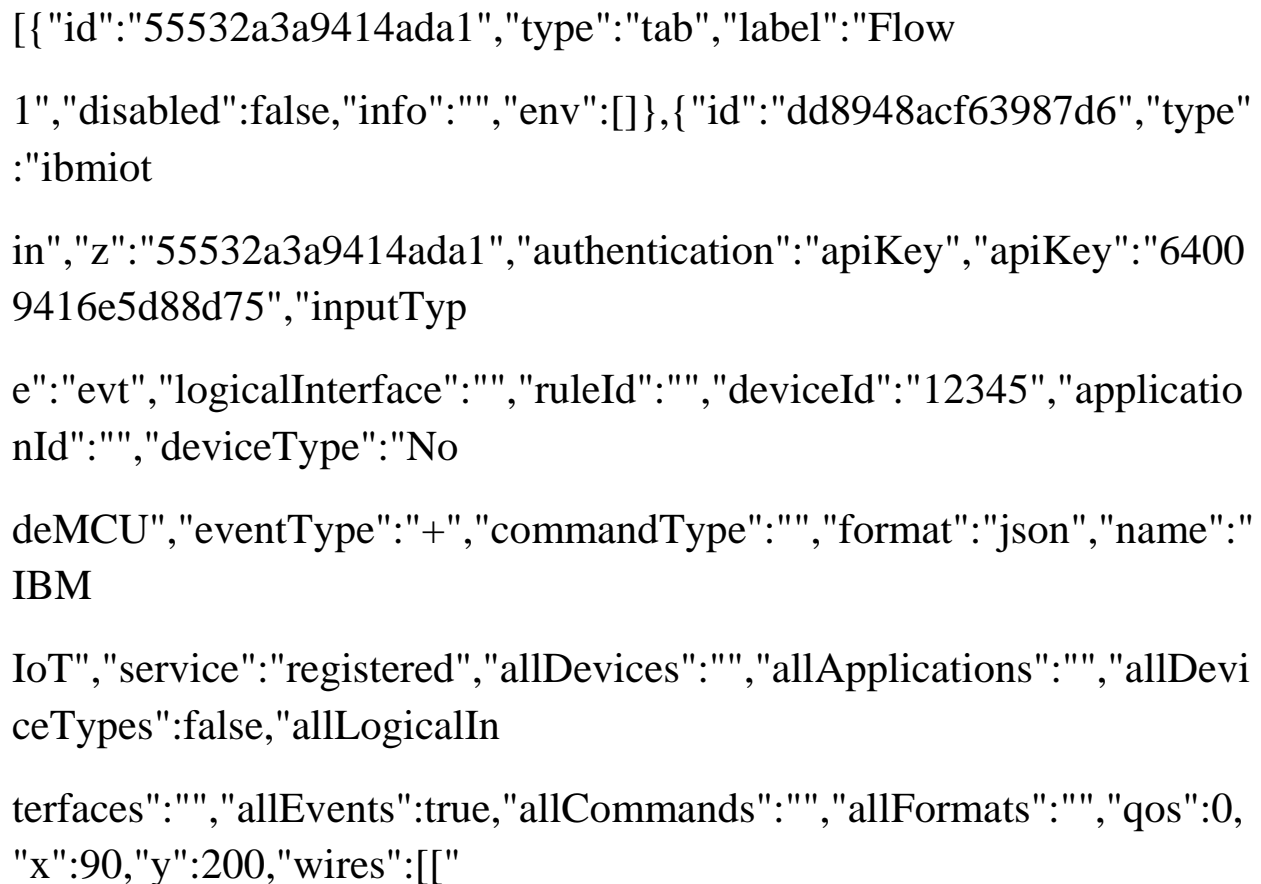 [{"id":"55532a3a9414ada1","type":"tab","label":"Flow
1","disabled":false,"info":"","env":[]},{"id":"dd8948acf63987d6","type"
:"ibmiot
in","z":"55532a3a9414ada1","authentication":"apiKey","apiKey":"6400
9416e5d88d75","inputTyp
e":"evt","logicalInterface":"","ruleId":"","deviceId":"12345","applicatio
nId":"","deviceType":"No
deMCU","eventType":"+","commandType":"","format":"json","name":"
IBM
IoT","service":"registered","allDevices":"","allApplications":"","allDevi
ceTypes":false,"allLogicalIn
terfaces":"","allEvents":true,"allCommands":"","allFormats":"","qos":0,
"x":90,"y":200,"wires":[["